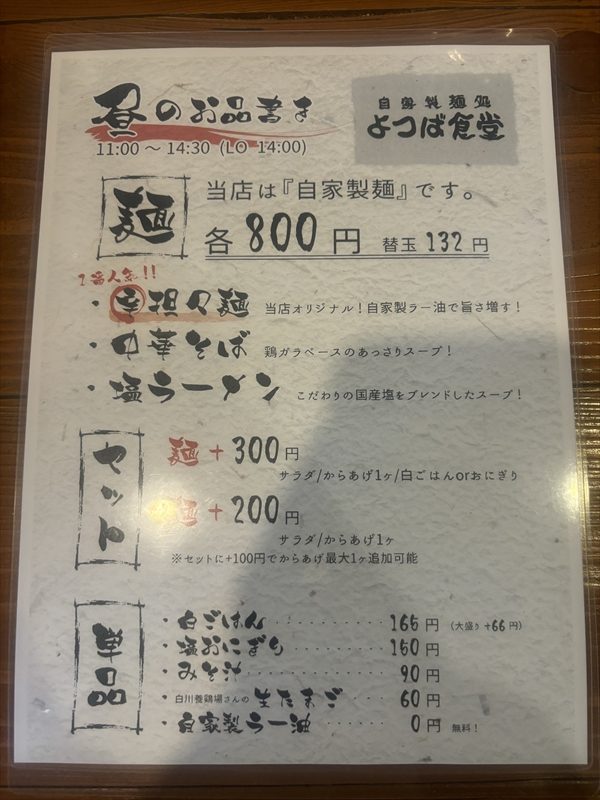 昼のお品書き
11:00 〜 14:30 (LO 14:00)
自家製麺処
よつば食堂
麺
当店は『自家製麺』です。
各 800 円 替玉 132 円
1番人気!!
・辛担々麺 当店オリジナル！自家製ラー油で旨さ増す！
・中華そば 鶏ガラベースのあっさりスープ！
・塩ラーメン こだわりの国産塩をブレンドしたスープ！
セット
麺 + 300 円
サラダ/からあげ1ヶ/白ごはんorおにぎり
麺 + 200 円
サラダ/からあげ1ヶ
※セットに+100円でからあげ最大1ヶ追加可能
単品
・白ごはん ・・・・・・・・・・ 165 円 (大盛り +66 円)
・塩おにぎり ・・・・・・・・ 150 円
・みそ汁 ・・・・・・・・・・・ 90 円
・白川養鶏場さんの 生たまご ・・・・ 60 円
・自家製ラー油 ・・・・・・ 0 円 無料！